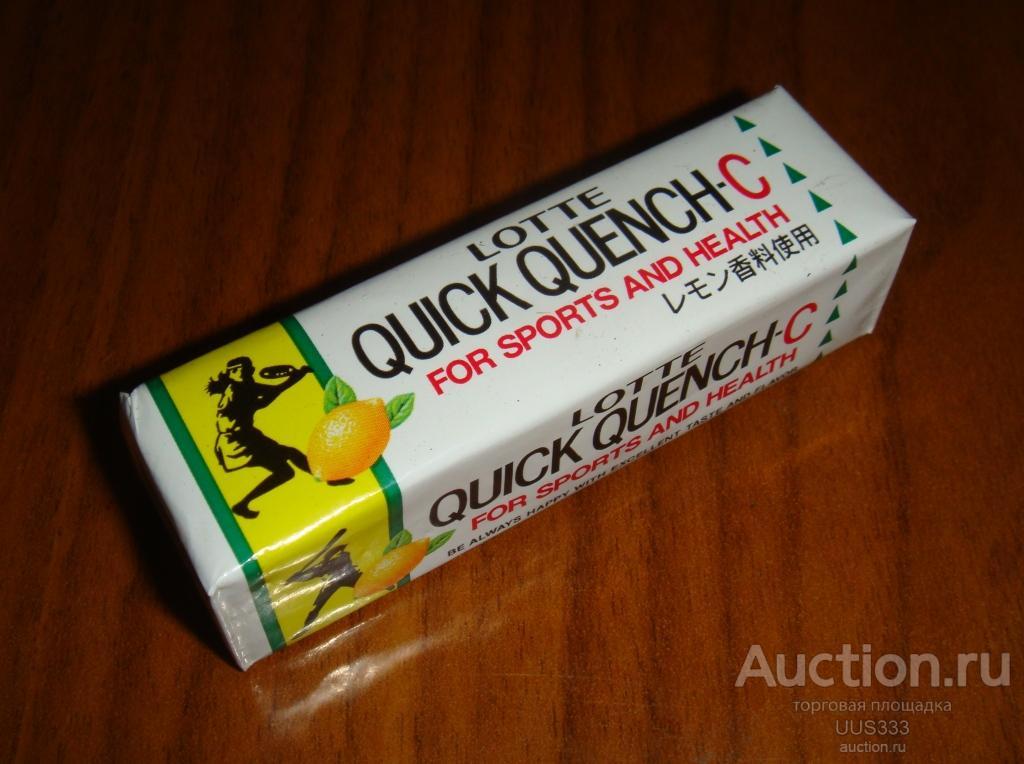 LOTTE
QUICK QUENCH-C
FOR SPORTS AND HEALTH
レモン香料使用
LOTTE
QUICK QUENCH-C
FOR SPORTS AND HEALTH
BE ALWAYS HAPPY WITH EXCELLENT TASTE AND FLAVOR
Auction.ru
торговая площадка
UUS333
auction.ru